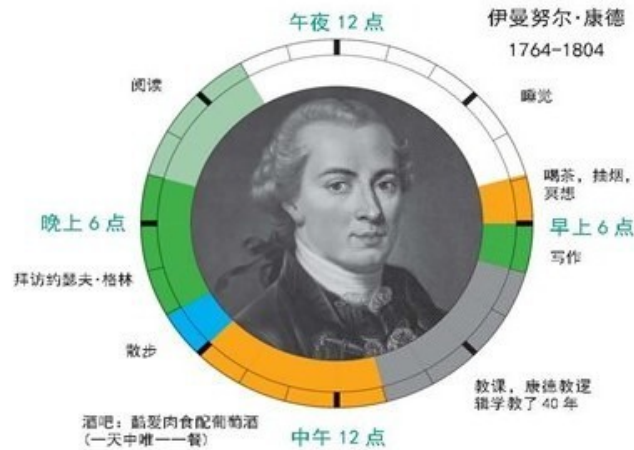 午夜 12 点
伊曼努尔·康德
1764-1804
阅读
睡觉
喝茶，抽烟，
冥想
晚上 6 点
早上 6 点
写作
拜访约瑟夫·格林
散步
教课，康德教逻
辑学教了 40 年
酒吧：酷爱肉食配葡萄酒
(一天中唯一一餐)
中午 12 点